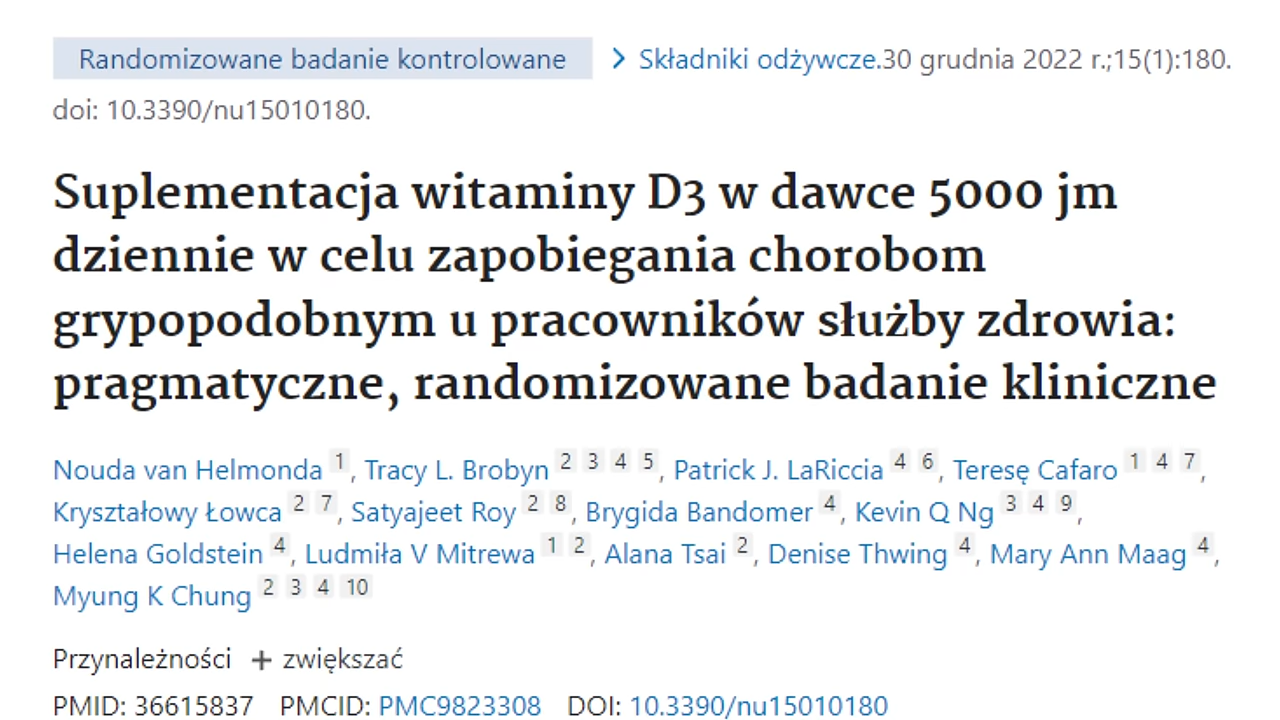 Randomizowane badanie kontrolowane > Składniki odżywcze.30 grudnia 2022 r.;15(1):180.
doi: 10.3390/nu15010180.
Suplementacja witaminy D3 w dawce 5000 jm
dziennie w celu zapobiegania chorobom
grypopodobnym u pracowników służby zdrowia:
pragmatyczne, randomizowane badanie kliniczne
Nouda van Helmonda 1, Tracy L. Brobyn 2 3 4 5, Patrick J. LaRiccia 4 6, Teresę Cafaro 1 4 7,
Kryształowy Łowca 2 7, Satyajeet Roy 2 8, Brygida Bandomer 4, Kevin Q Ng 3 4 9,
Helena Goldstein 4, Ludmiła V Mitrewa 1 2, Alana Tsai 2, Denise Thwing 4, Mary Ann Maag 4,
Myung K Chung 2 3 4 10
Przynależności + zwiększać
PMID: 36615837 PMCID: PMC9823308 DOI: 10.3390/nu15010180